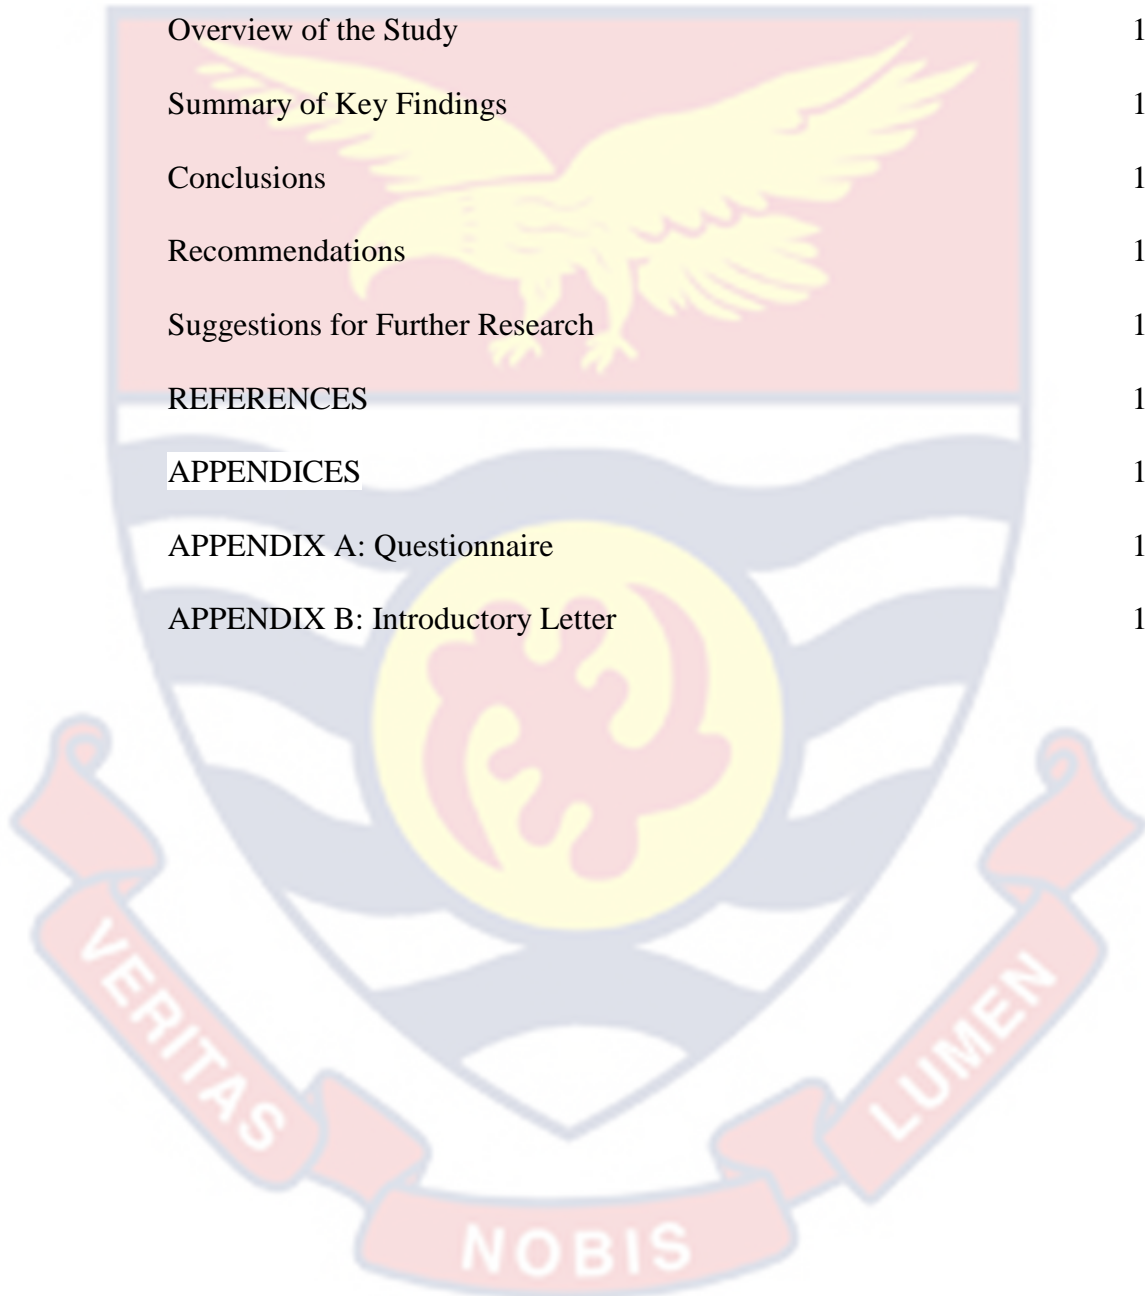 Overview of the Study 1
Summary of Key Findings 1
Conclusions 1
Recommendations 1
Suggestions for Further Research 1
REFERENCES 1
APPENDICES 1
APPENDIX A: Questionnaire 1
APPENDIX B: Introductory Letter 1
VERITAS
NOBIS
LUMEN